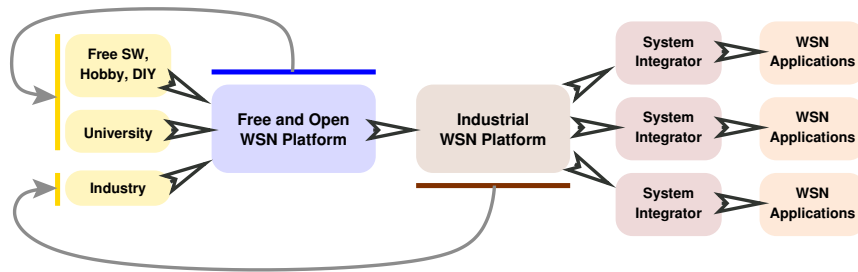 Free SW,
Hobby, DIY
University
Industry
Free and Open
WSN Platform
Industrial
WSN Platform
System
Integrator
WSN
Applications
System
Integrator
WSN
Applications
System
Integrator
WSN
Applications